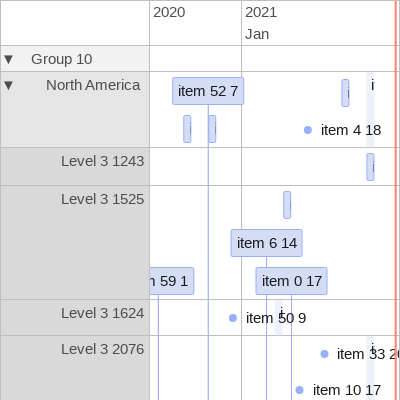 2020 2021
Jan
▼ Group 10
▼ North America
item 52 7
i
i
i i
item 4 18
Level 3 1243
i
Level 3 1525
i
item 6 14
m 59 1 item 0 17
Level 3 1624
item 50 9
i
Level 3 2076
i
item 33 20
item 10 17